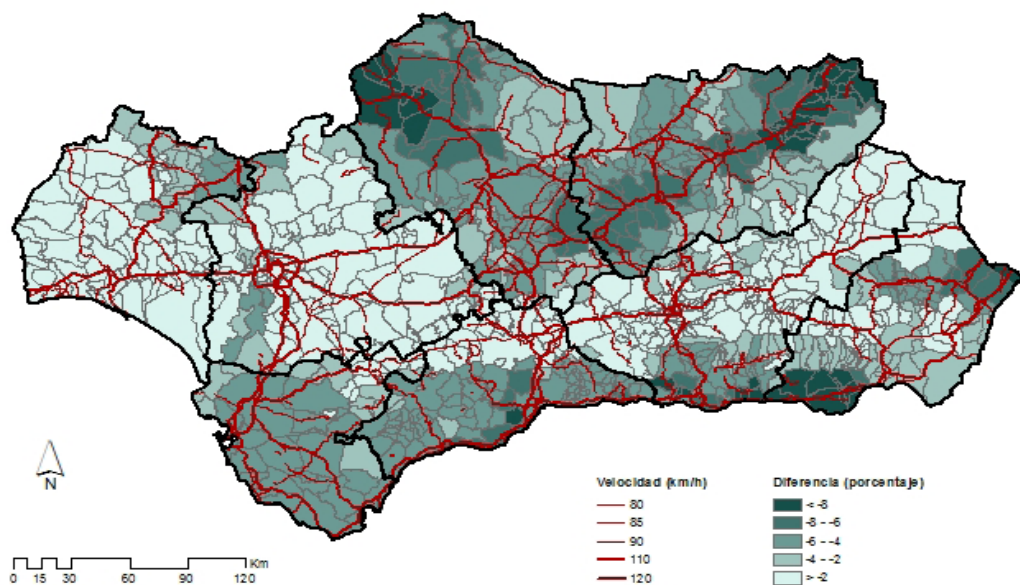 N
Km
0 15 30 60 90 120
Velocidad (km/h)
80
85
90
110
120
Diferencia (porcentaje)
< -8
-8 - -6
-6 - -4
-4 - -2
> -2